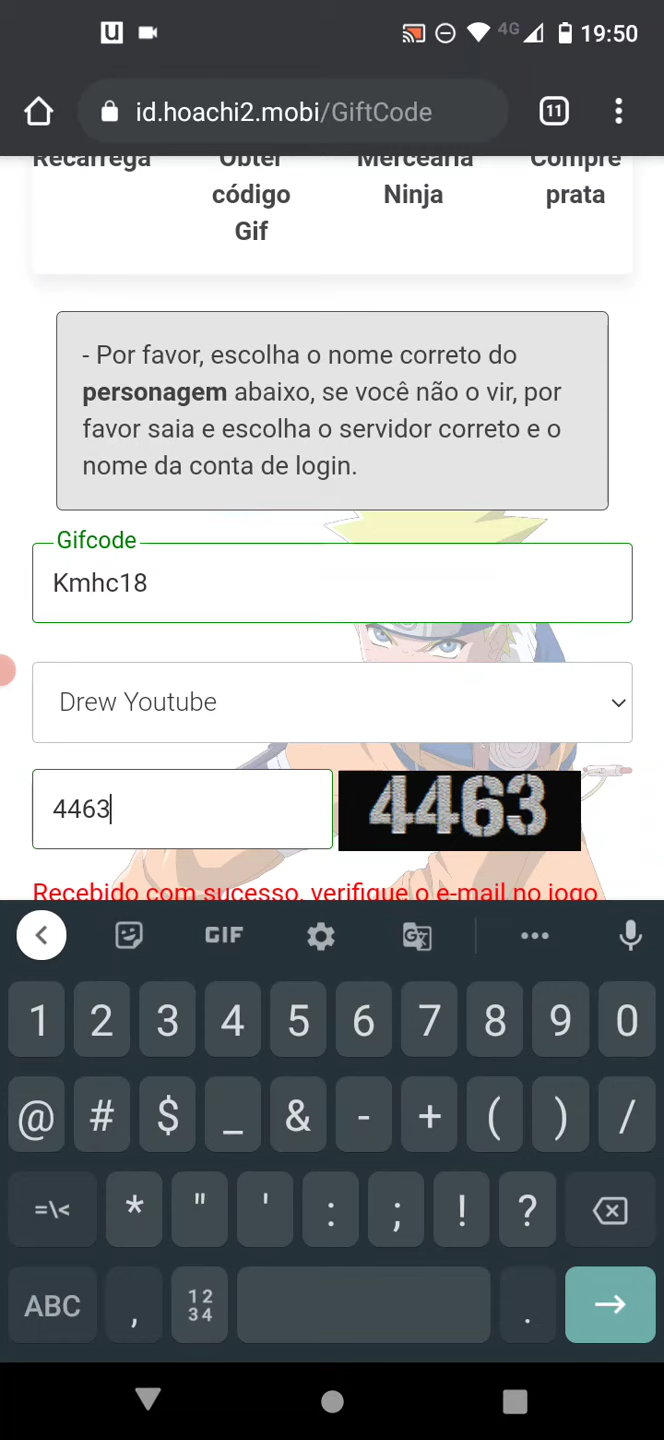 4G 19:50
id.hoachi2.mobi/GiftCode 11
Recarrega Obter código Gif Mercearia Ninja Compre prata
- Por favor, escolha o nome correto do
personagem abaixo, se você não o vir, por
favor saia e escolha o servidor correto e o
nome da conta de login.
Gifcode
Kmhc18
Drew Youtube
4463 4463
Recebido com sucesso, verifique o e-mail no jogo
GIF
1 2 3 4 5 6 7 8 9 0
@ # $ _ & - + ( ) /
=\< * " ' : ; ! ?
ABC , 12 34 .